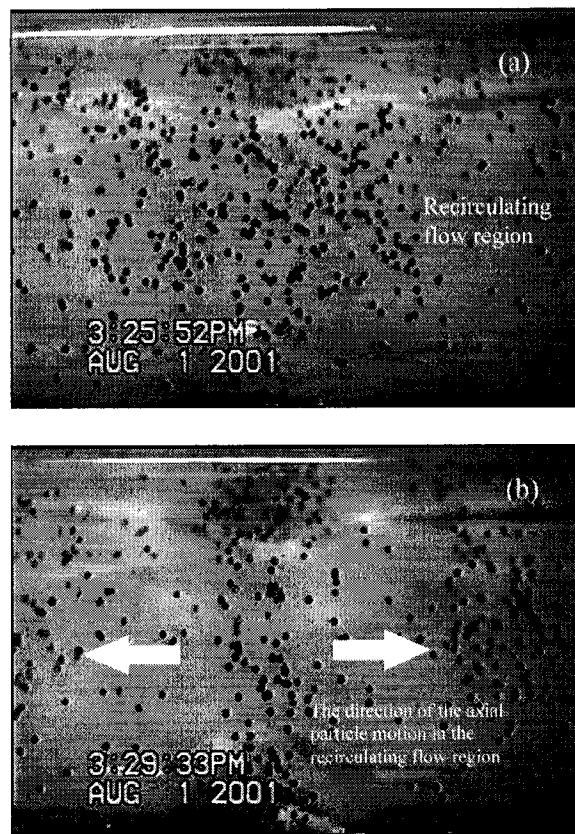 (a)
Recirculating
flow region
3:25:52PM
AUG 1 2001
(b)
The direction of the axial
particle motion in the
recirculating flow region
3:29:33PM
AUG 1 2001